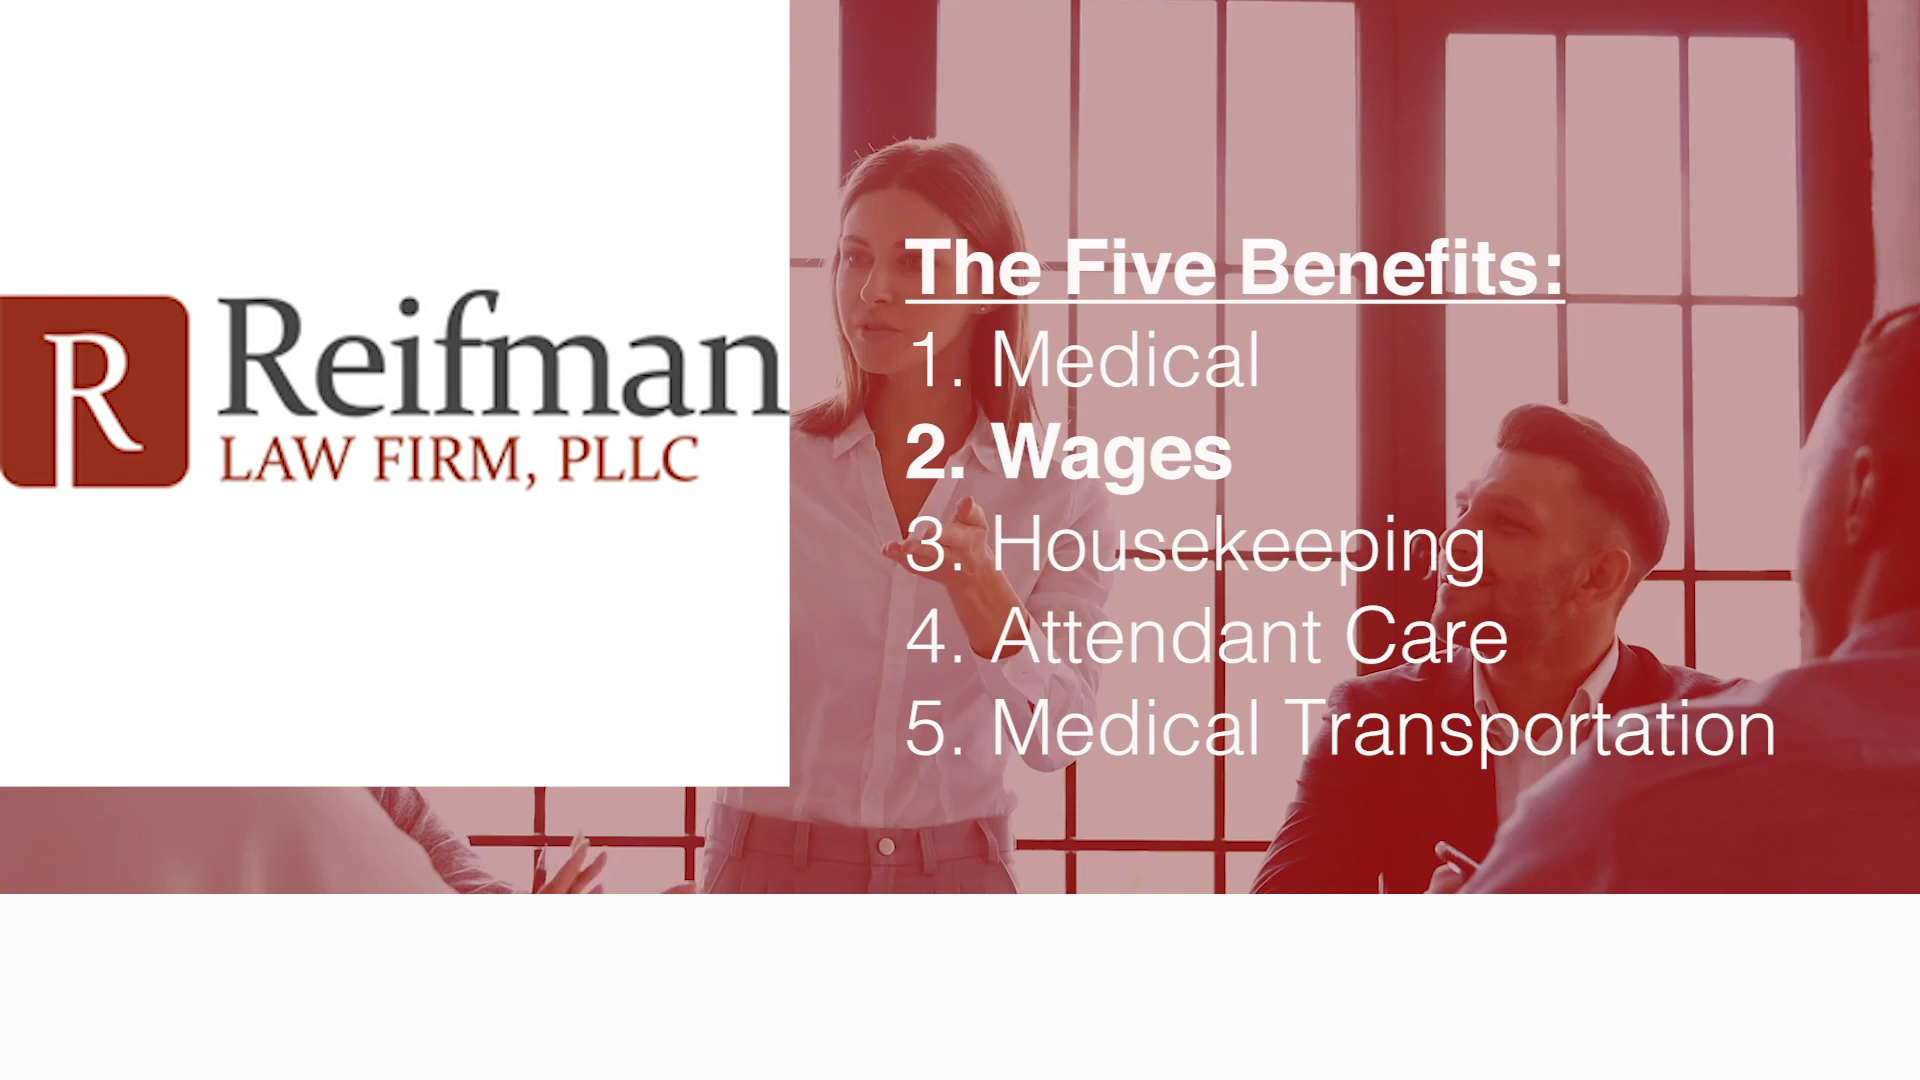 R
Reifman
LAW FIRM, PLLC
The Five Benefits:
1. Medical
2. Wages
3. Housekeeping
4. Attendant Care
5. Medical Transportation